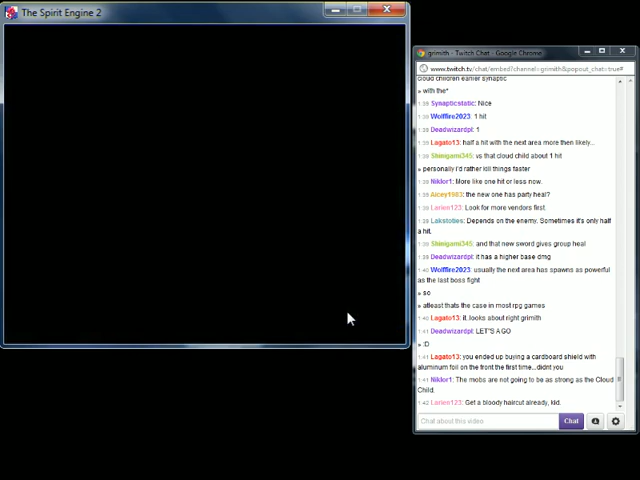 The Spirit Engine 2
grimith - Twitch Chat - Google Chrome
www.twitch.tv/chat/embed?channel=grimith&popout_chat=true#
cloud children earlier synapsc
» with the*
1:39 Synapticstatic: Nice
1:39 Wolffire2023: 1 hit
1:39 Deadwizardpl: 1
1:39 Lagato13: half a hit with the next area more then likely...
1:39 Shinigami345: vs that cloud child about 1 hit
» personally I'd rather kill things faster
1:39 Niklor1: More like one hit or less now.
1:39 Aicey1983: the new one has party heal?
1:39 Larien123: Look for more vendors first.
1:39 Lakstoties: Depends on the enemy. Sometimes it's only half
a hit.
1:39 Shinigami345: and that new sword gives group heal
1:39 Deadwizardpl: it has a higher base dmg
1:40 Wolffire2023: usually the next area has spawns as powerful
as the last boss fight
» so
» atleast thats the case in most rpg games
1:40 Lagato13: it..looks about right grimith
1:41 Deadwizardpl: LET'S A GO
» :D
1:41 Lagato13: you ended up buying a cardboard shield with
aluminum foil on the front the first time...didnt you
1:41 Niklor1: The mobs are not going to be as strong as the Cloud
Child.
1:42 Larien123: Get a bloody haircut already, kid.
Chat about this video
Chat